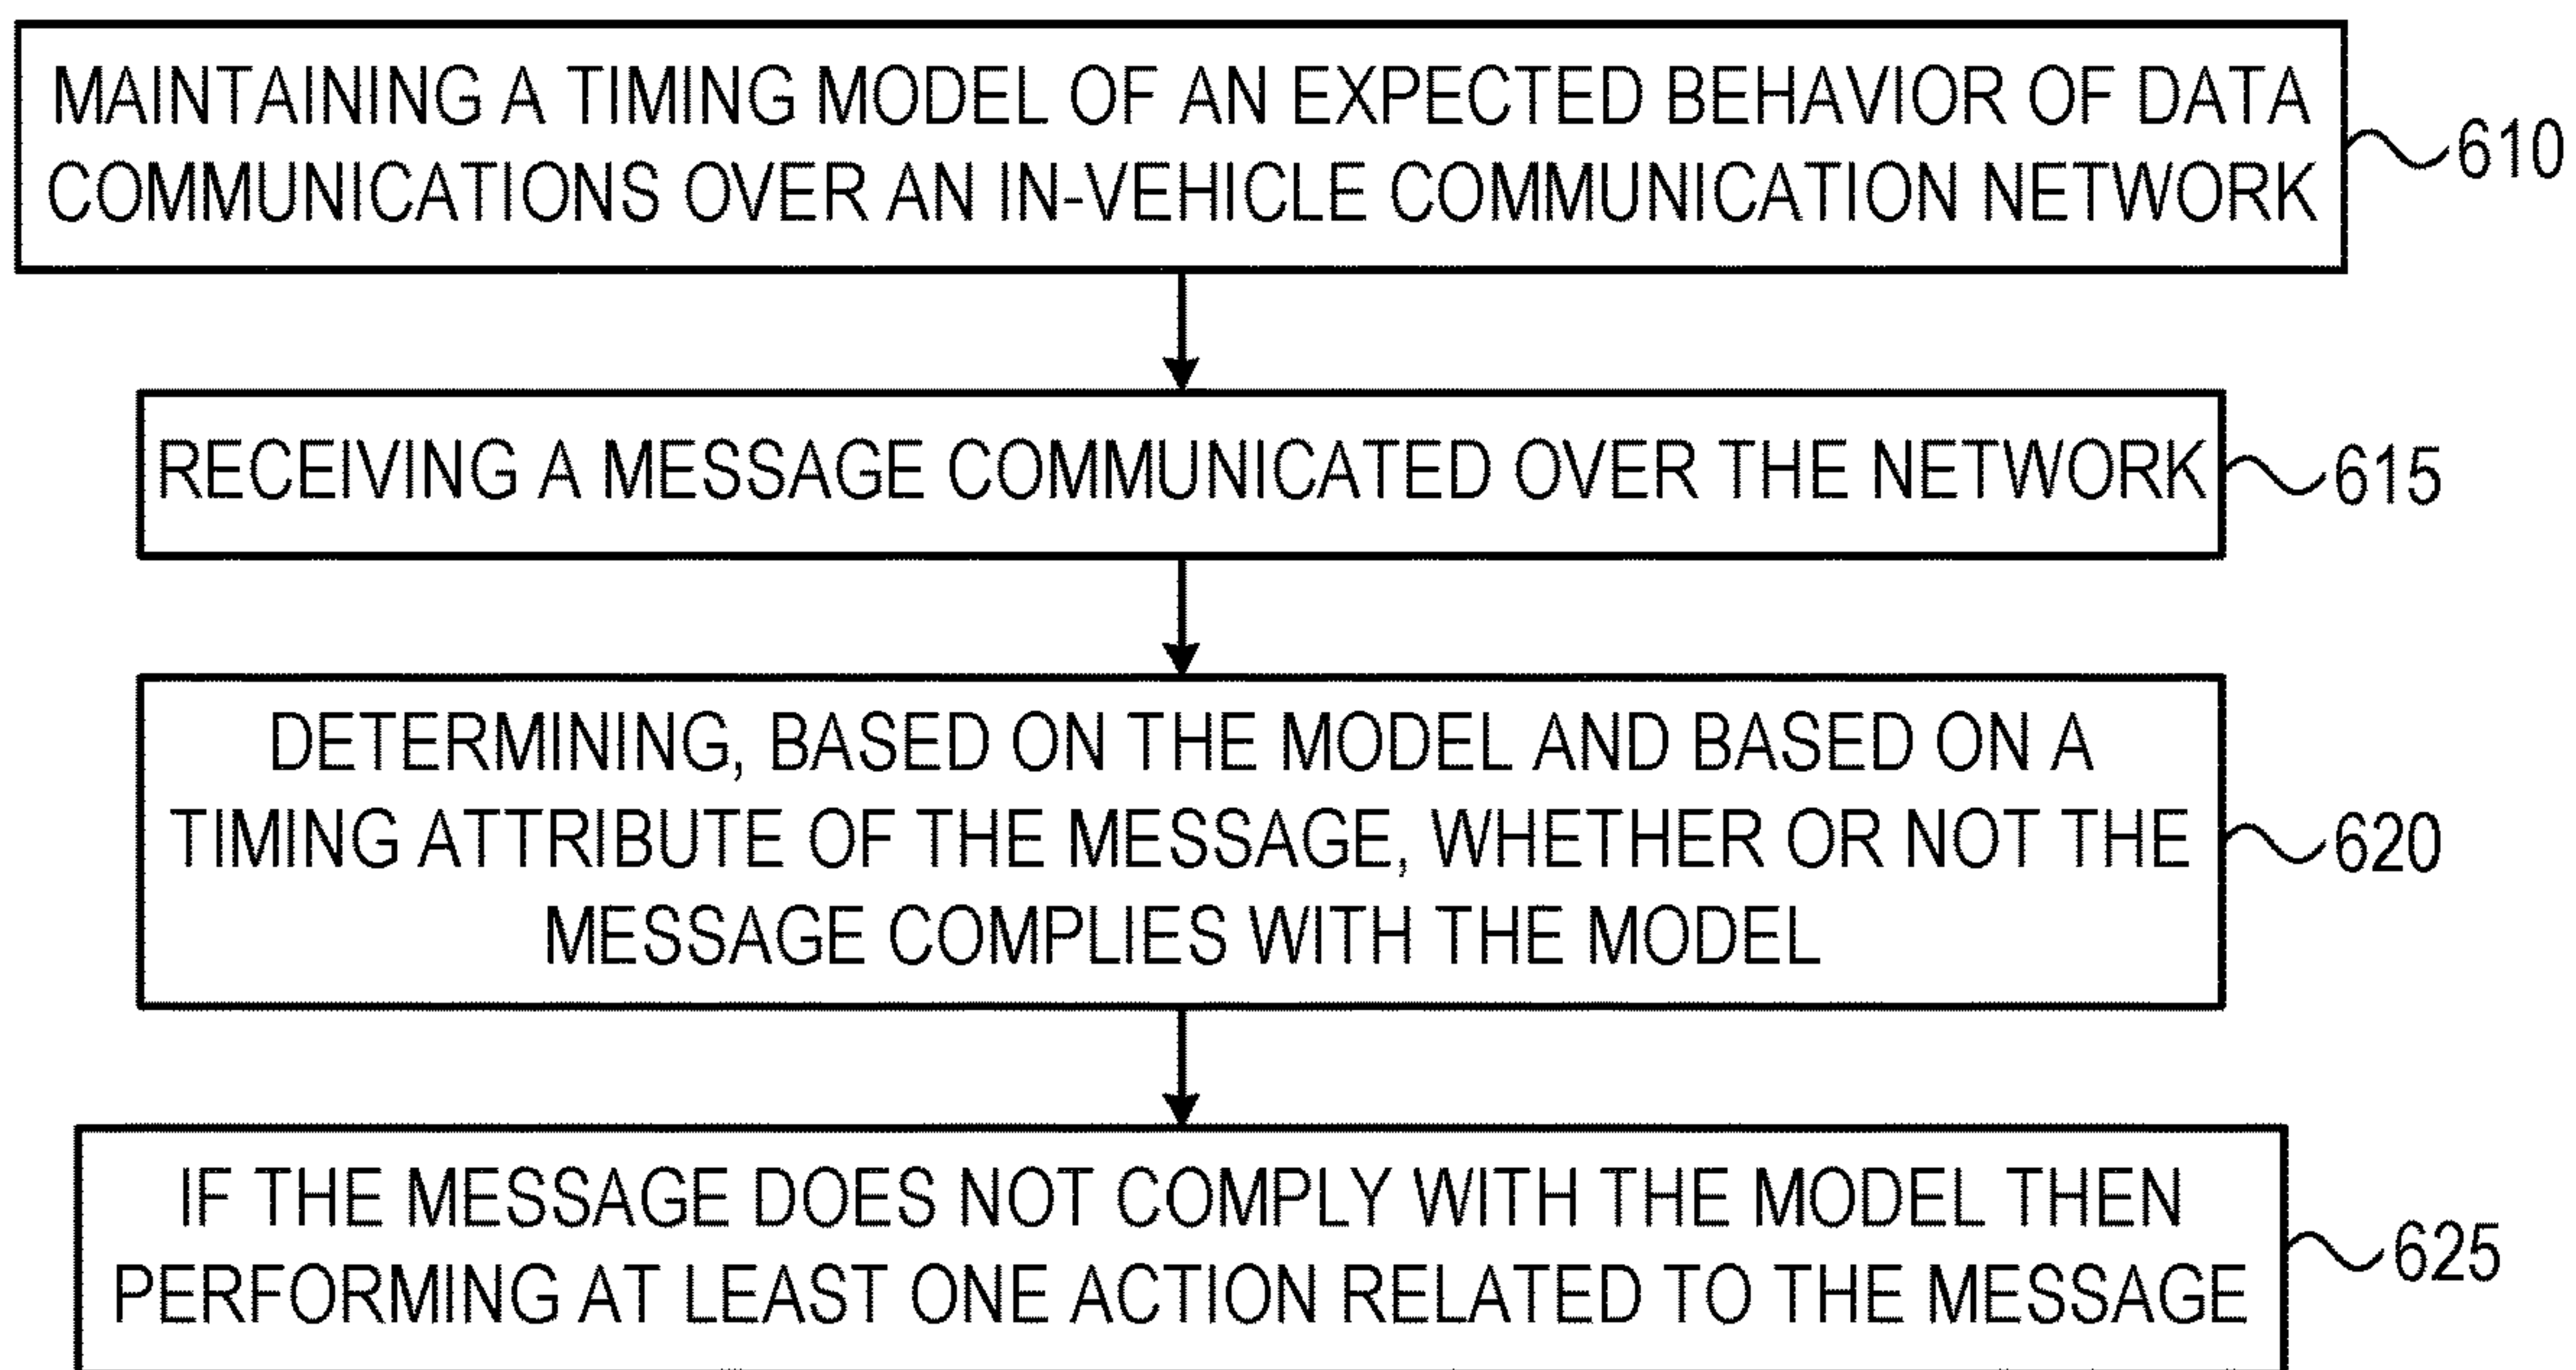 MAINTAINING A TIMING MODEL OF AN EXPECTED BEHAVIOR OF DATA
COMMUNICATIONS OVER AN IN-VEHICLE COMMUNICATION NETWORK
610
RECEIVING A MESSAGE COMMUNICATED OVER THE NETWORK
615
DETERMINING, BASED ON THE MODEL AND BASED ON A
TIMING ATTRIBUTE OF THE MESSAGE, WHETHER OR NOT THE
MESSAGE COMPLIES WITH THE MODEL
620
IF THE MESSAGE DOES NOT COMPLY WITH THE MODEL THEN
PERFORMING AT LEAST ONE ACTION RELATED TO THE MESSAGE
625